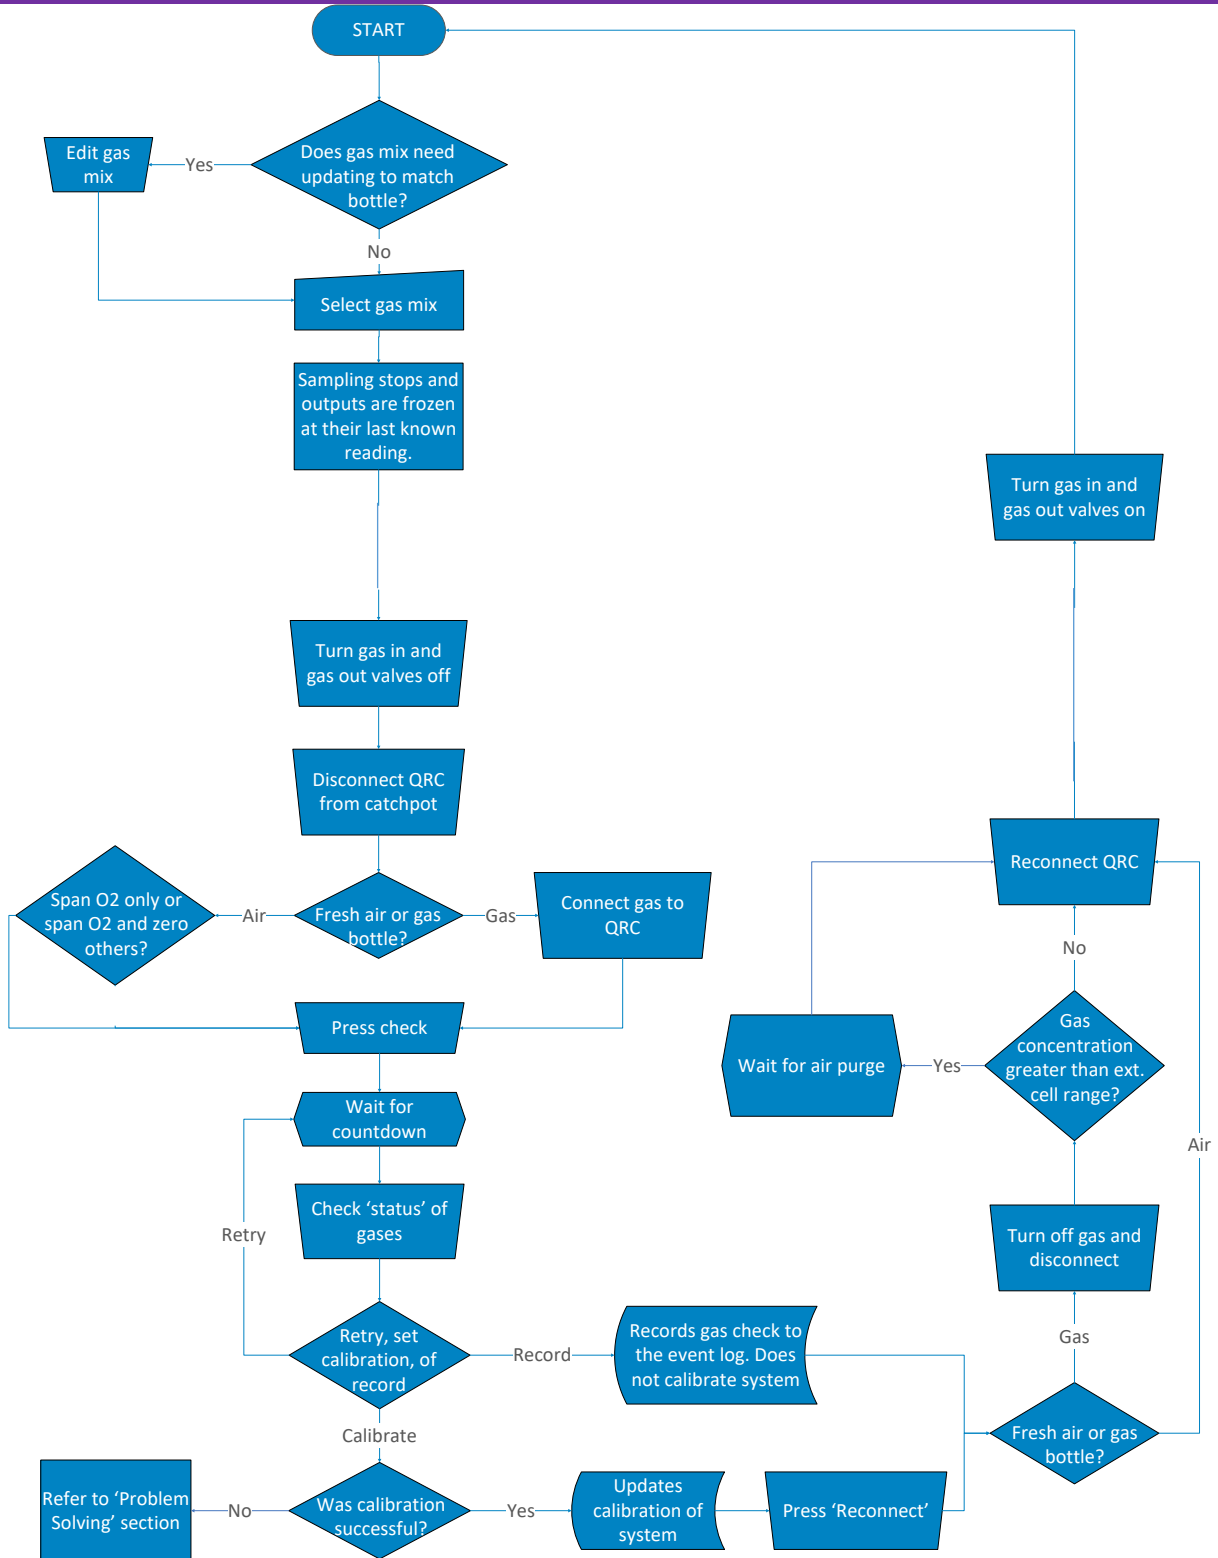 START
Edit gas
mix
Yes
Does gas mix need
updating to match
bottle?
No
Select gas mix
Sampling stops and
outputs are frozen
at their last known
reading.
Turn gas in and
gas out valves on
Turn gas in and
gas out valves off
Disconnect QRC
from catchpot
Reconnect QRC
Span O2 only or
span O2 and zero
others?
Air
Fresh air or gas
bottle?
Gas
Connect gas to
QRC
No
Press check
Gas
concentration
greater than ext.
cell range?
Wait for air purge
Yes
Wait for
countdown
Air
Check ‘status’ of
gases
Retry
Turn off gas and
disconnect
Gas
Retry, set
calibration, of
record
Record
Records gas check to
the event log. Does
not calibrate system
Calibrate
Fresh air or gas
bottle?
Refer to ‘Problem
Solving’ section
No
Was calibration
successful?
Yes
Updates
calibration of
system
Press ‘Reconnect’